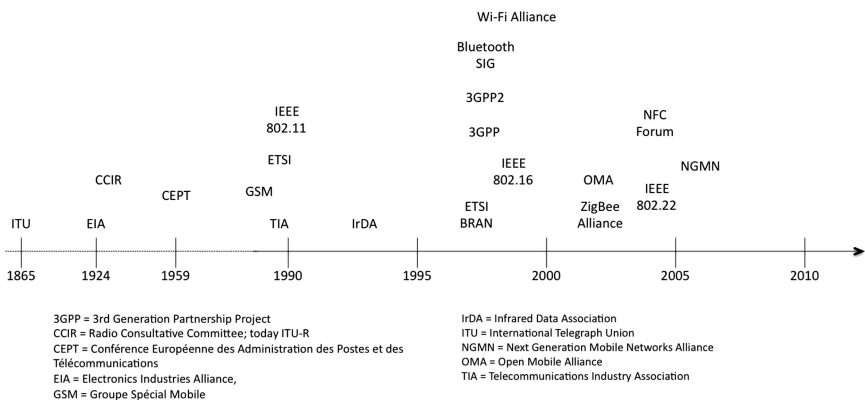 Wi-Fi Alliance
Bluetooth
SIG
3GPP2
IEEE
802.11
NFC
Forum
3GPP
ETSI
IEEE
802.16
NGMN
CCIR
CEPT
GSM
OMA
IEEE
802.22
ITU
EIA
TIA
IrDA
ETSI
BRAN
ZigBee
Alliance
1865
1924
1959
1990
1995
2000
2005
2010
3GPP = 3rd Generation Partnership Project
CCIR = Radio Consultative Committee; today ITU-R
CEPT = Conférence Européenne des Administration des Postes et des
Télécommunications
EIA = Electronics Industries Alliance,
GSM = Groupe Spécial Mobile
IrDA = Infrared Data Association
ITU = International Telegraph Union
NGMN = Next Generation Mobile Networks Alliance
OMA = Open Mobile Alliance
TIA = Telecommunications Industry Association